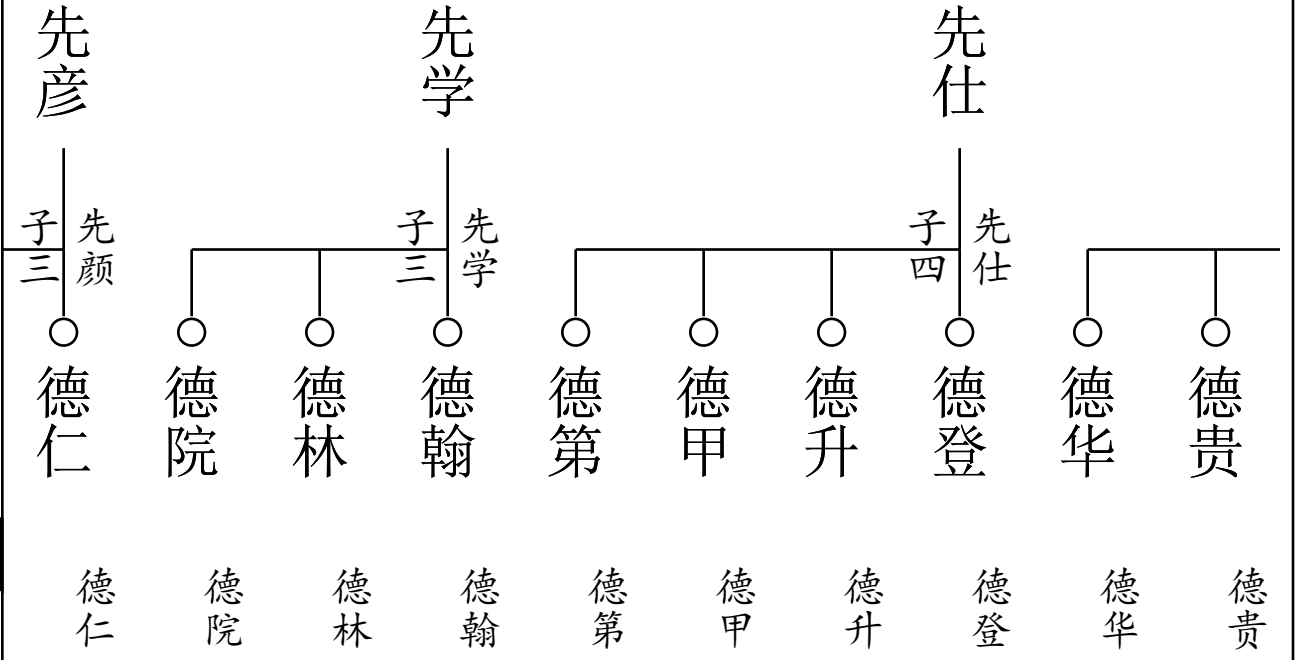 先仕
先学
先彦
先仕
子四
先学
子三
先颜
子三
德贵
德华
德登
德升
德甲
德第
德翰
德林
德院
德仁
德贵
德华
德登
德升
德甲
德第
德翰
德林
德院
德仁